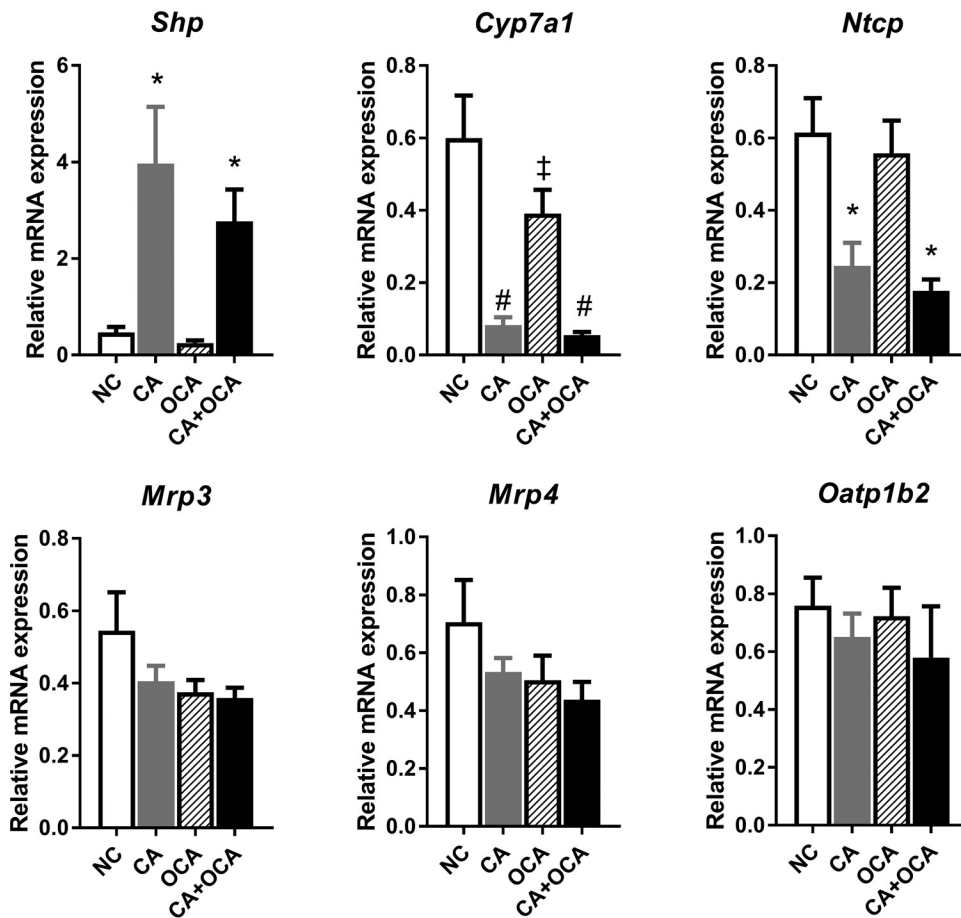 Shp
Cyp7a1
Ntcp
Relative mRNA expression
6
4
2
0
*
*
NC
CA
OCA
CA+OCA
Relative mRNA expression
0.8
0.6
0.4
0.2
0.0
#
‡
#
NC
CA
OCA
CA+OCA
Relative mRNA expression
0.8
0.6
0.4
0.2
0.0
*
*
NC
CA
OCA
CA+OCA
Mrp3
Mrp4
Oatp1b2
Relative mRNA expression
0.8
0.6
0.4
0.2
0.0
NC
CA
OCA
CA+OCA
Relative mRNA expression
1.0
0.8
0.6
0.4
0.2
0.0
NC
CA
OCA
CA+OCA
Relative mRNA expression
1.0
0.8
0.6
0.4
0.2
0.0
NC
CA
OCA
CA+OCA